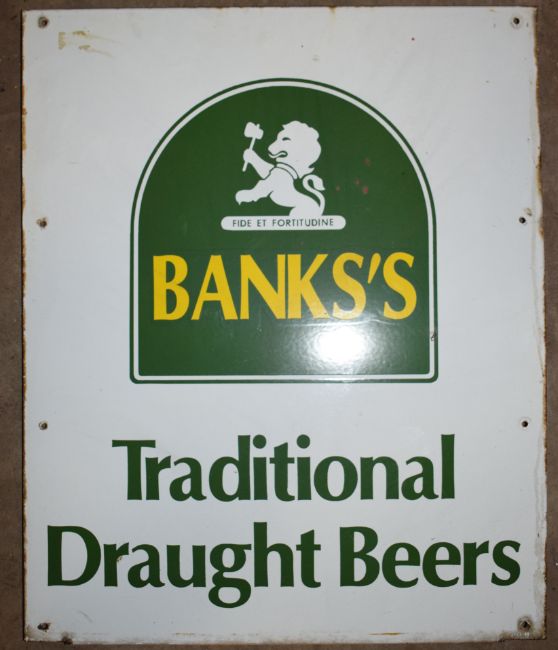 FIDE ET FORTITUDINE
BANKS'S
Traditional
Draught Beers